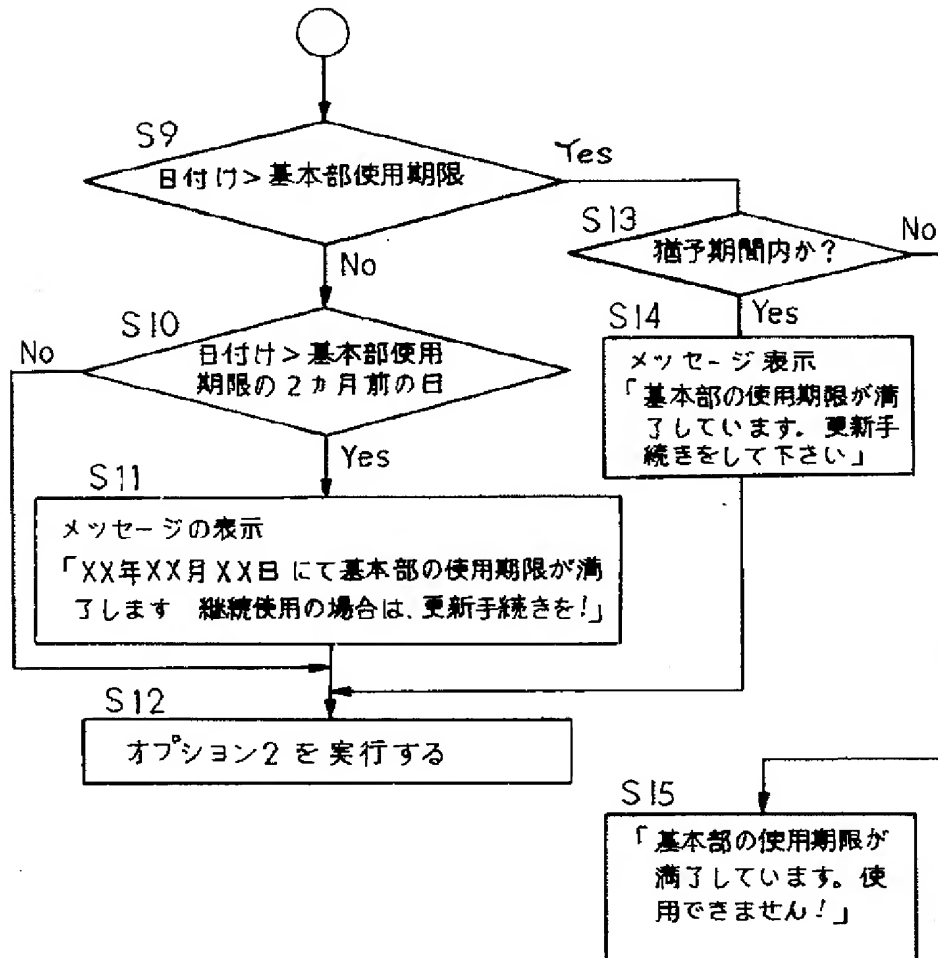 S9
日付け>基本部使用期限
Yes
No
S13
猶予期間内か?
No
Yes
S10
日付け>基本部使用
期限の2ヵ月前の日
No
Yes
S14
メッセージ表示
「基本部の使用期限が満
了しています。更新手
続きをして下さい」
S11
メッセージの表示
「XX年XX月XX日にて基本部の使用期限が満
了します 継続使用の場合は、更新手続きを!」
S12
オプション2を実行する
S15
「基本部の使用期限が
満了しています。使
用できません!」